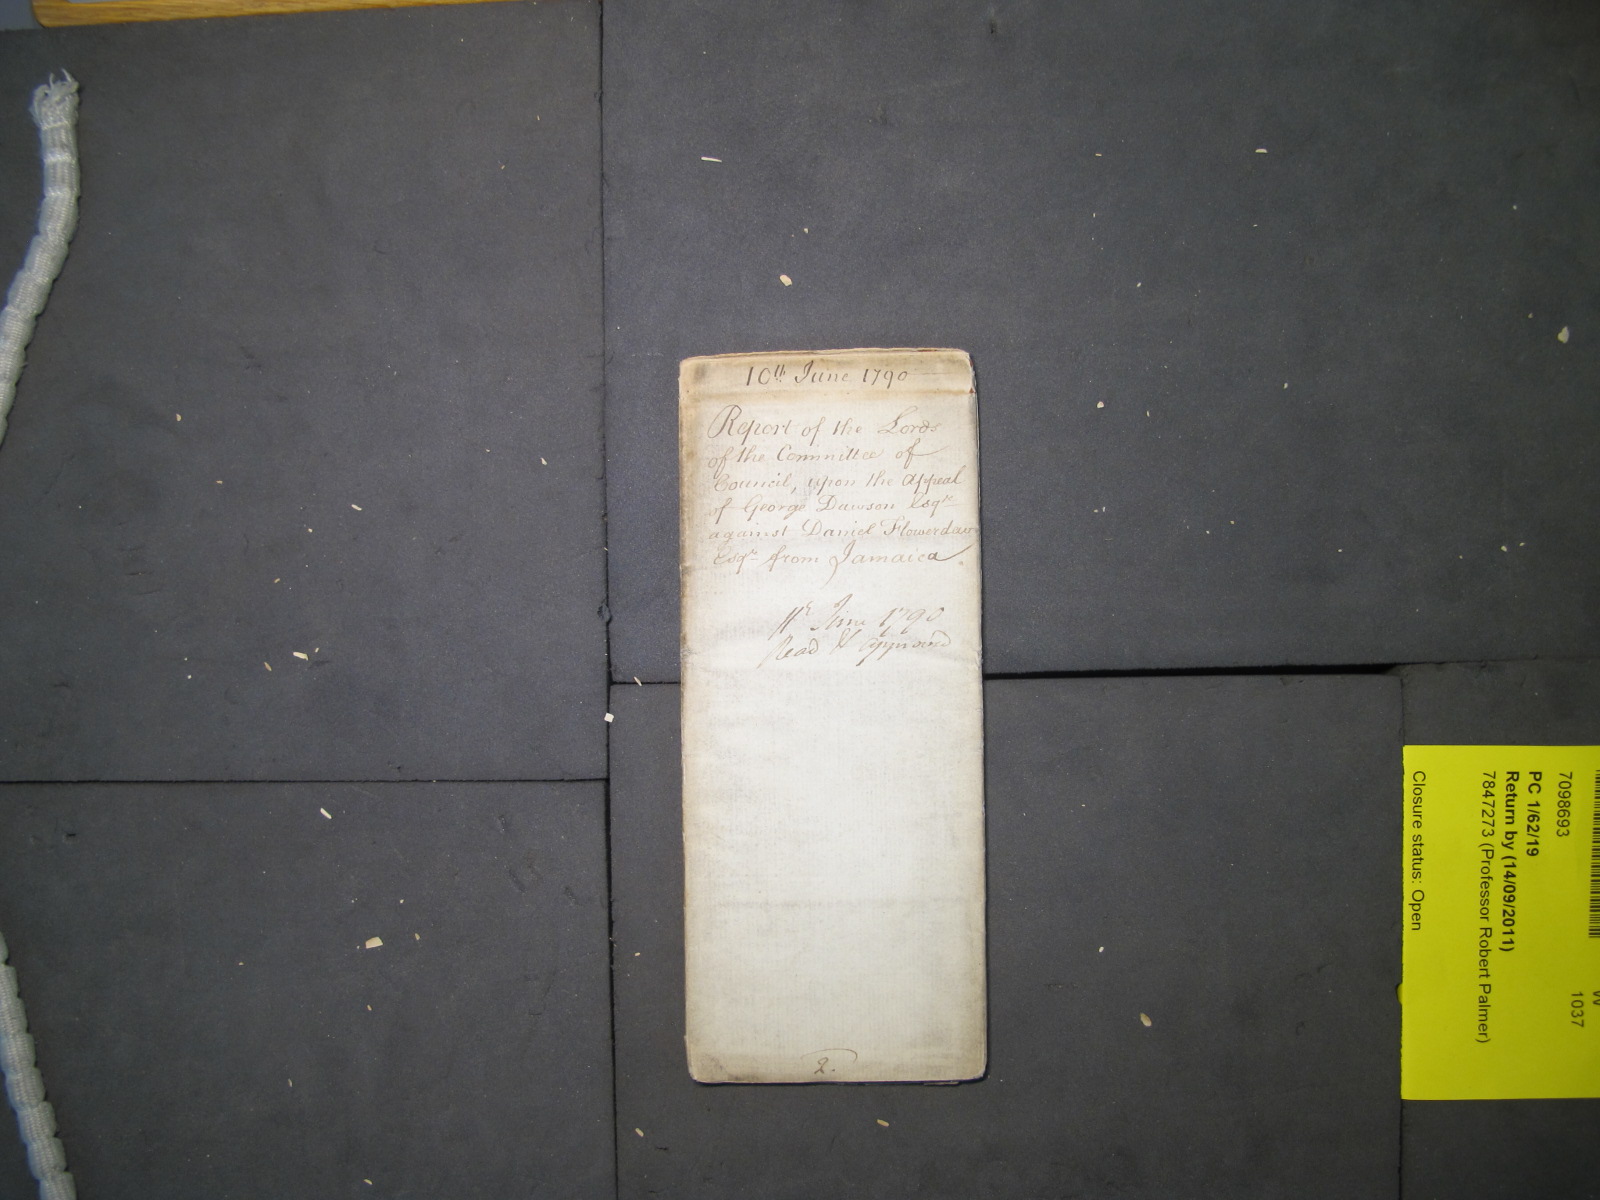 10th June 1790
Report of the Lords
of the Committee of
Council, upon the Appeal
of George Dawson Esqre
against Daniel Flowerdaw
Esqre from Jamaica.
11th June 1790
Read & approved
2.
7098693
1037
PC 1/62/19
Return by (14/09/2011)
7847273 (Professor Robert Palmer)
Closure status: Open